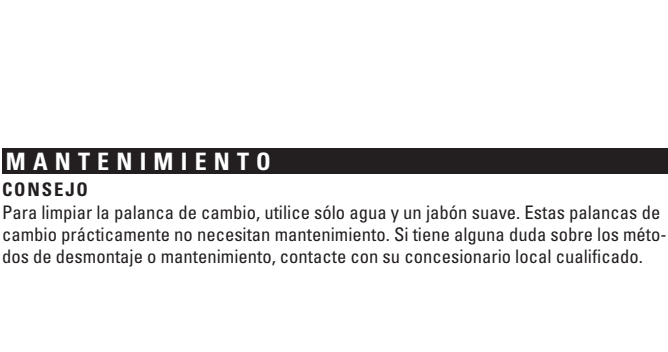 MANTENIMIENTO
CONSEJO
Para limpiar la palanca de cambio, utilice sólo agua y un jabón suave. Estas palancas de
cambio prácticamente no necesitan mantenimiento. Si tiene alguna duda sobre los méto-
dos de desmontaje o mantenimiento, contacte con su concesionario local cualificado.